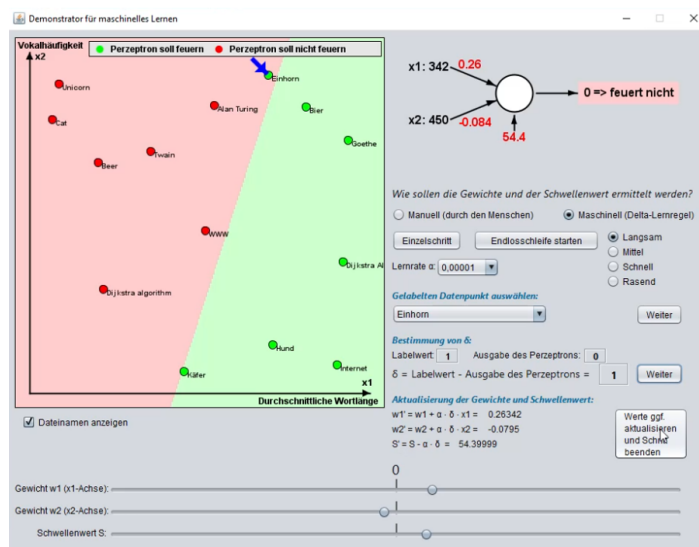 Demonstrator für maschinelles Lernen
Vokalhäufigkeit
x2
Perzeptron soll feuern
Perzeptron soll nicht feuern
Einhorn
Unicorn
Alan Turing
Bier
Cat
Goethe
Twain
Beer
WWW
Dijkstra Al
Dijkstra algorithm
Hund
Internet
Käfer
x1
Durchschnittliche Wortlänge
Dateinamen anzeigen
x1: 342
0.26
0 => feuert nicht
x2: 450
-0.084
54.4
Wie sollen die Gewichte und der Schwellenwert ermittelt werden?
Manuell (durch den Menschen)
Maschinell (Delta-Lernregel)
Einzelschritt
Endlosschleife starten
Langsam
Mittel
Schnell
Rasend
Lernrate α:
0,00001
Gelabelten Datenpunkt auswählen:
Einhorn
Weiter
Bestimmung von δ:
Labelwert: 1 Ausgabe des Perzeptrons: 0
δ = Labelwert - Ausgabe des Perzeptrons = 1
Weiter
Aktualisierung der Gewichte und Schwellenwert:
w1' = w1 + α · δ · x1 = 0.26342
w2' = w2 + α · δ · x2 = -0.0795
S' = S - α · δ = 54.39999
Werte ggf.
aktualisieren
und Schritt
beenden
0
Gewicht w1 (x1-Achse):
Gewicht w2 (x2-Achse):
Schwellenwert S: